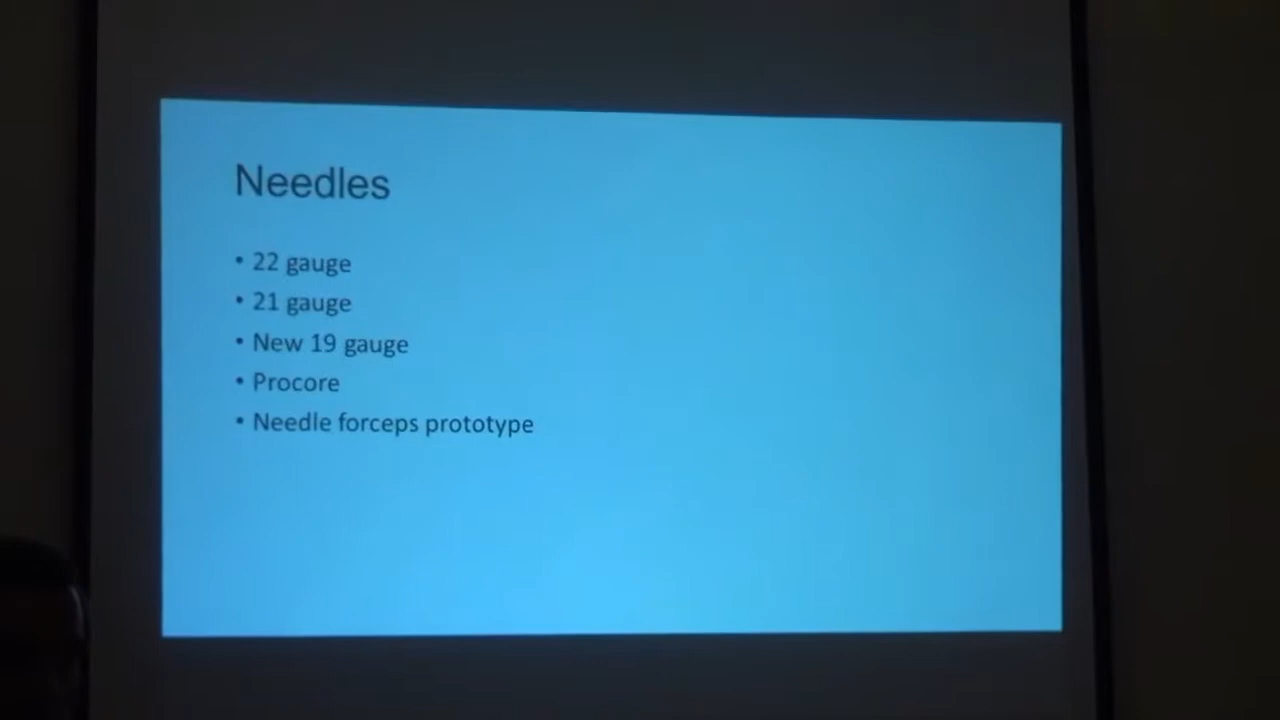 Needles
• 22 gauge
• 21 gauge
• New 19 gauge
• Procore
• Needle forceps prototype